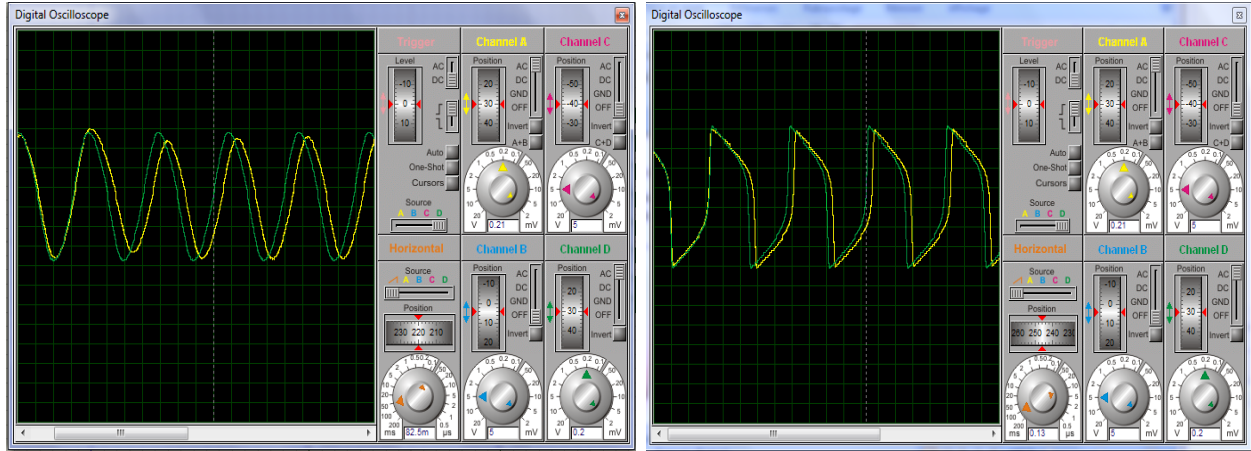 Digital Oscilloscope
Trigger
Channel A
Channel C
Level
AC
DC
-10
0
10
Auto
One-Shot
Cursors
Source
A B C D
Position
AC
DC
GND
OFF
Invert
A+B
20
30
40
V 0.21 mV
Position
AC
DC
GND
OFF
Invert
C+D
-50
-40
-30
V 5 mV
Horizontal
Channel B
Channel D
Source
A B C D
Position
230 220 210
ms 82.5m µs
Position
AC
DC
GND
OFF
Invert
-10
0
10
20
V 5 mV
Position
AC
DC
GND
OFF
Invert
20
30
40
V 0.2 mV
Digital Oscilloscope
Trigger
Channel A
Channel C
Level
AC
DC
-10
0
10
Auto
One-Shot
Cursors
Source
A B C D
Position
AC
DC
GND
OFF
Invert
A+B
20
30
40
V 0.21 mV
Position
AC
DC
GND
OFF
Invert
C+D
-50
-40
-30
V 5 mV
Horizontal
Channel B
Channel D
Source
A B C D
Position
260 250 240 230
ms 0.13 µs
Position
AC
DC
GND
OFF
Invert
-10
0
10
20
V 5 mV
Position
AC
DC
GND
OFF
Invert
20
30
40
V 0.2 mV